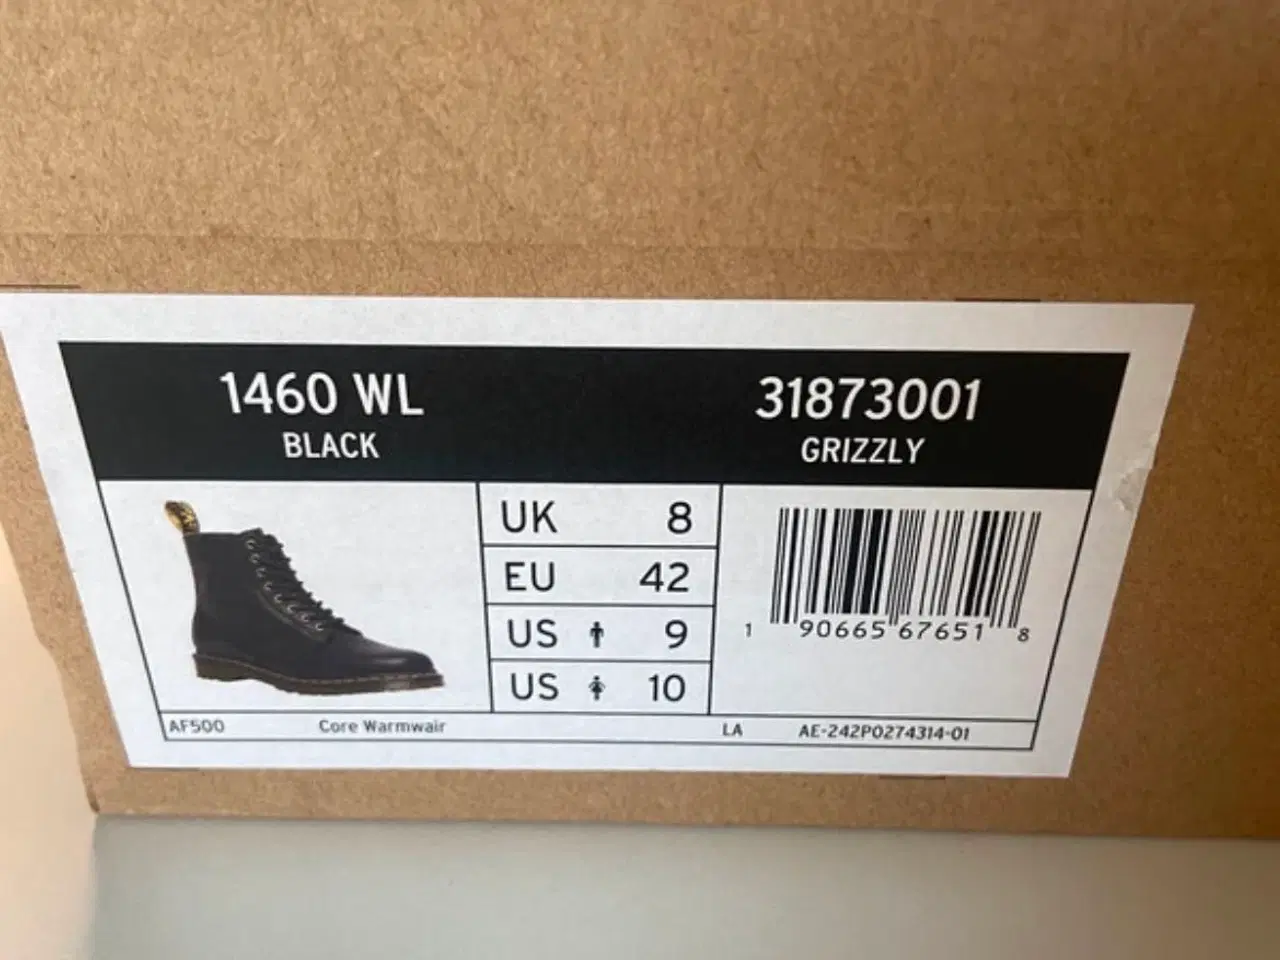 1460 WL
BLACK
31873001
GRIZZLY
UK 8
EU 42
US 9
US 10
1 90665 67651 8
AF500 Core Warmwair LA AE-242P0274314-01